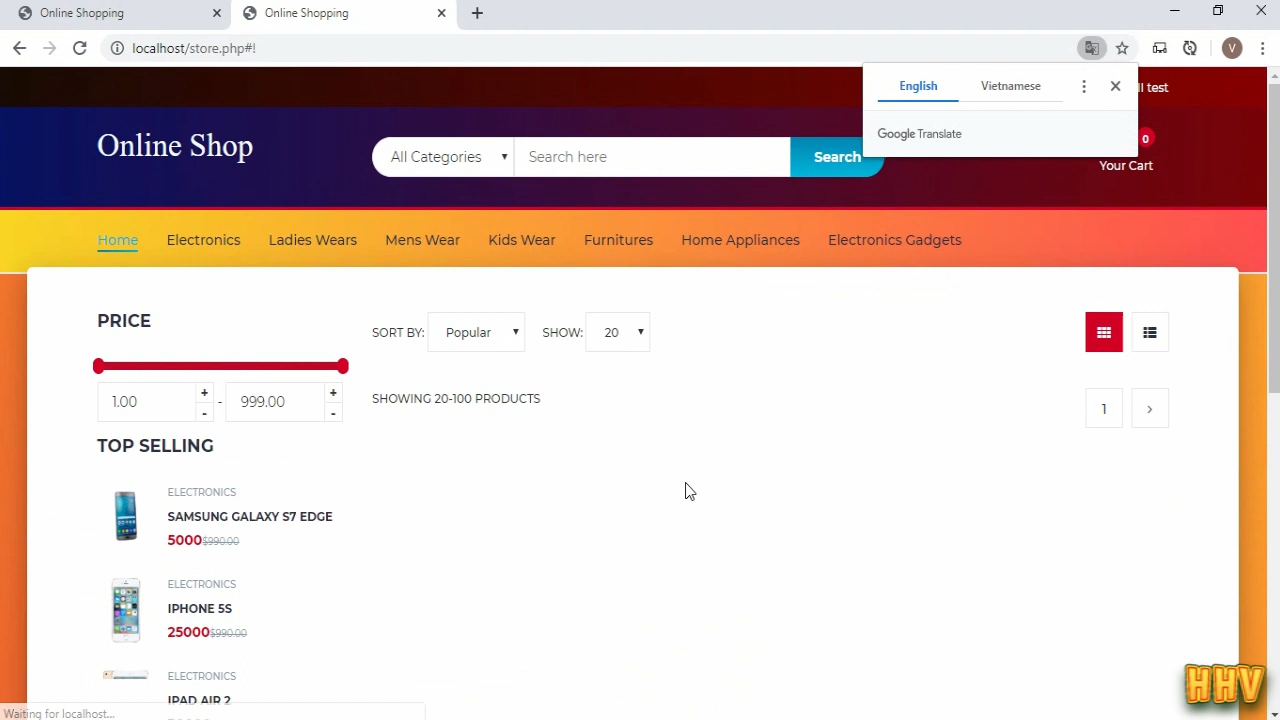 Online Shopping
Online Shopping
localhost/store.php#!
V
English
Vietnamese
Google Translate
ll test
Online Shop
All Categories
Search here
Search
0
Your Cart
Home
Electronics
Ladies Wears
Mens Wear
Kids Wear
Furnitures
Home Appliances
Electronics Gadgets
PRICE
1.00
+
-
-
999.00
+
-
SORT BY:
Popular
SHOW:
20
SHOWING 20-100 PRODUCTS
1
TOP SELLING
ELECTRONICS
SAMSUNG GALAXY S7 EDGE
5000$990.00
ELECTRONICS
IPHONE 5S
25000$990.00
ELECTRONICS
IPAD AIR 2
Waiting for localhost...
HHV